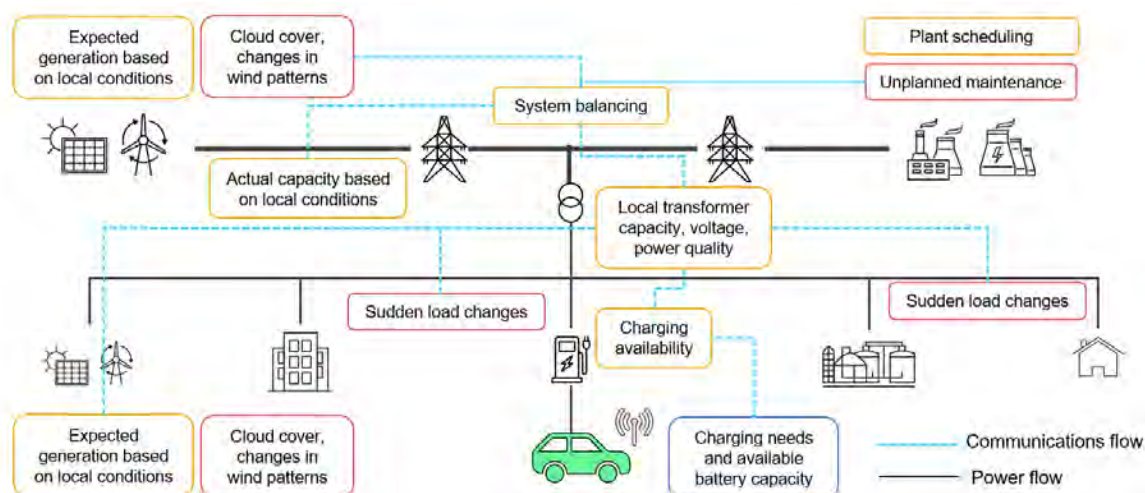 Expected
generation based
on local conditions
Cloud cover,
changes in
wind patterns
Plant scheduling
Unplanned maintenance
System balancing
Actual capacity based
on local conditions
Local transformer
capacity, voltage,
power quality
Sudden load changes
Sudden load changes
Charging
availability
Expected
generation based
on local conditions
Cloud cover,
changes in
wind patterns
Charging needs
and available
battery capacity
Communications flow
Power flow